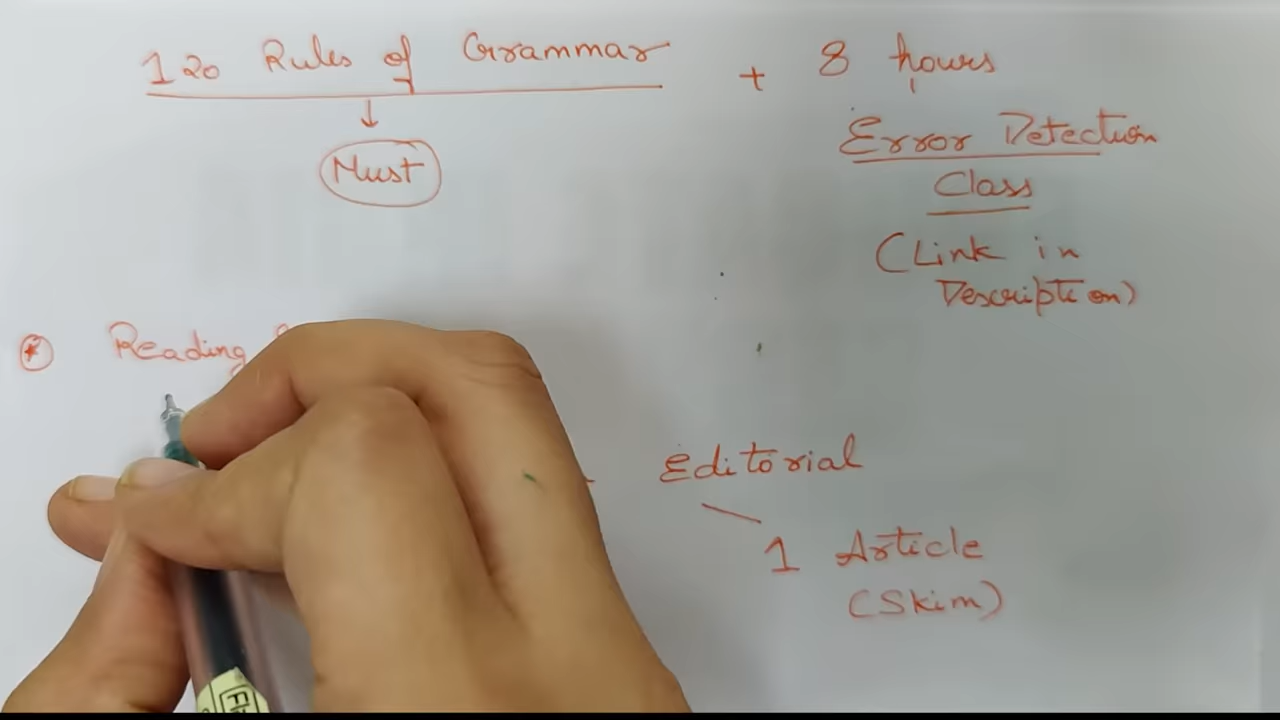 120 Rules of Grammar + 8 hours
↓
Must
Error Detection
Class
(Link in
Description)
* Reading
Editorial
1 Article
(Skim)